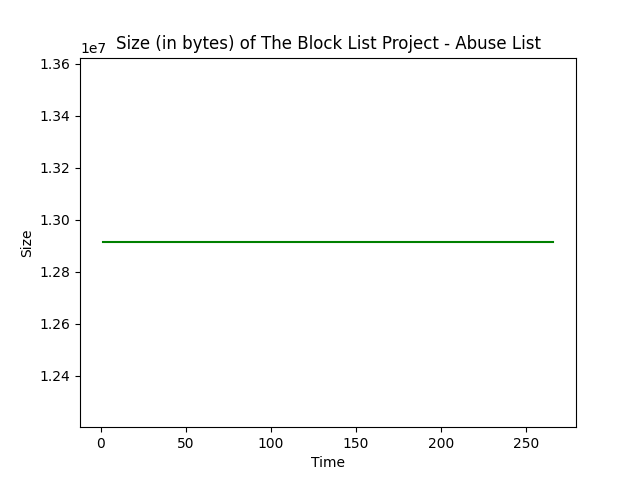 Size (in bytes) of The Block List Project - Abuse List
1e7
1.36
1.34
1.32
1.30
1.28
1.26
1.24
Size
0 50 100 150 200 250
Time